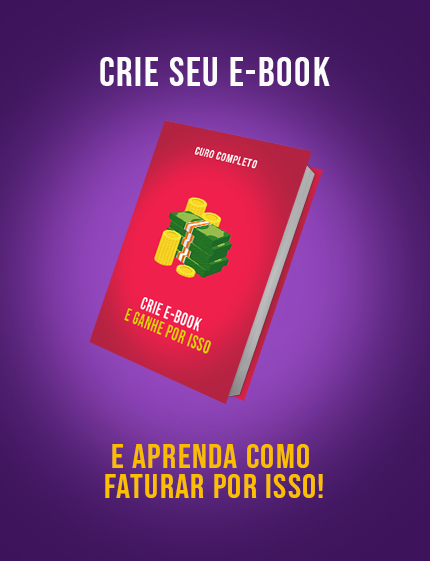 CRIE SEU E-BOOK
CURO COMPLETO
CRIE E-BOOK
E GANHE POR ISSO
E APRENDA COMO
FATURAR POR ISSO!